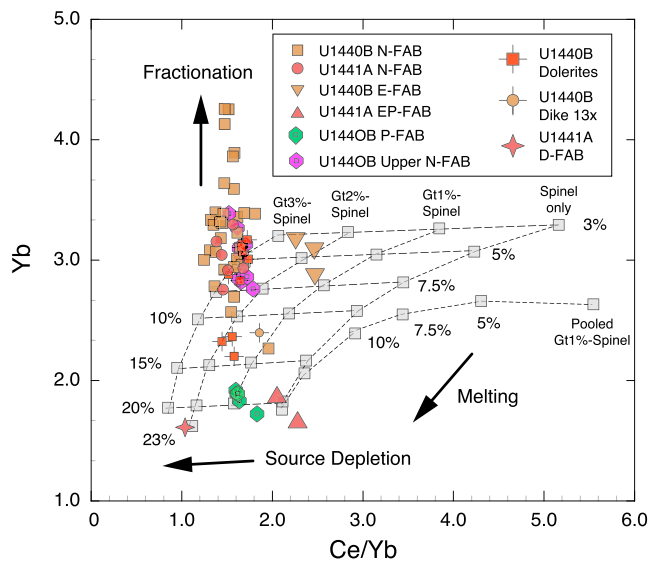 5.0
4.0
3.0
2.0
1.0
Yb
Fractionation
U1440B N-FAB
U1441A N-FAB
U1440B E-FAB
U1441A EP-FAB
U144OB P-FAB
U144OB Upper N-FAB
U1440B
Dolerites
U1440B
Dike 13x
U1441A
D-FAB
Gt3%-
Spinel
Gt2%-
Spinel
Gt1%-
Spinel
Spinel
only
3%
5%
7.5%
10%
15%
20%
23%
10%
7.5%
5%
Pooled
Gt1%-Spinel
Melting
Source Depletion
0
1.0
2.0
3.0
4.0
5.0
6.0
Ce/Yb